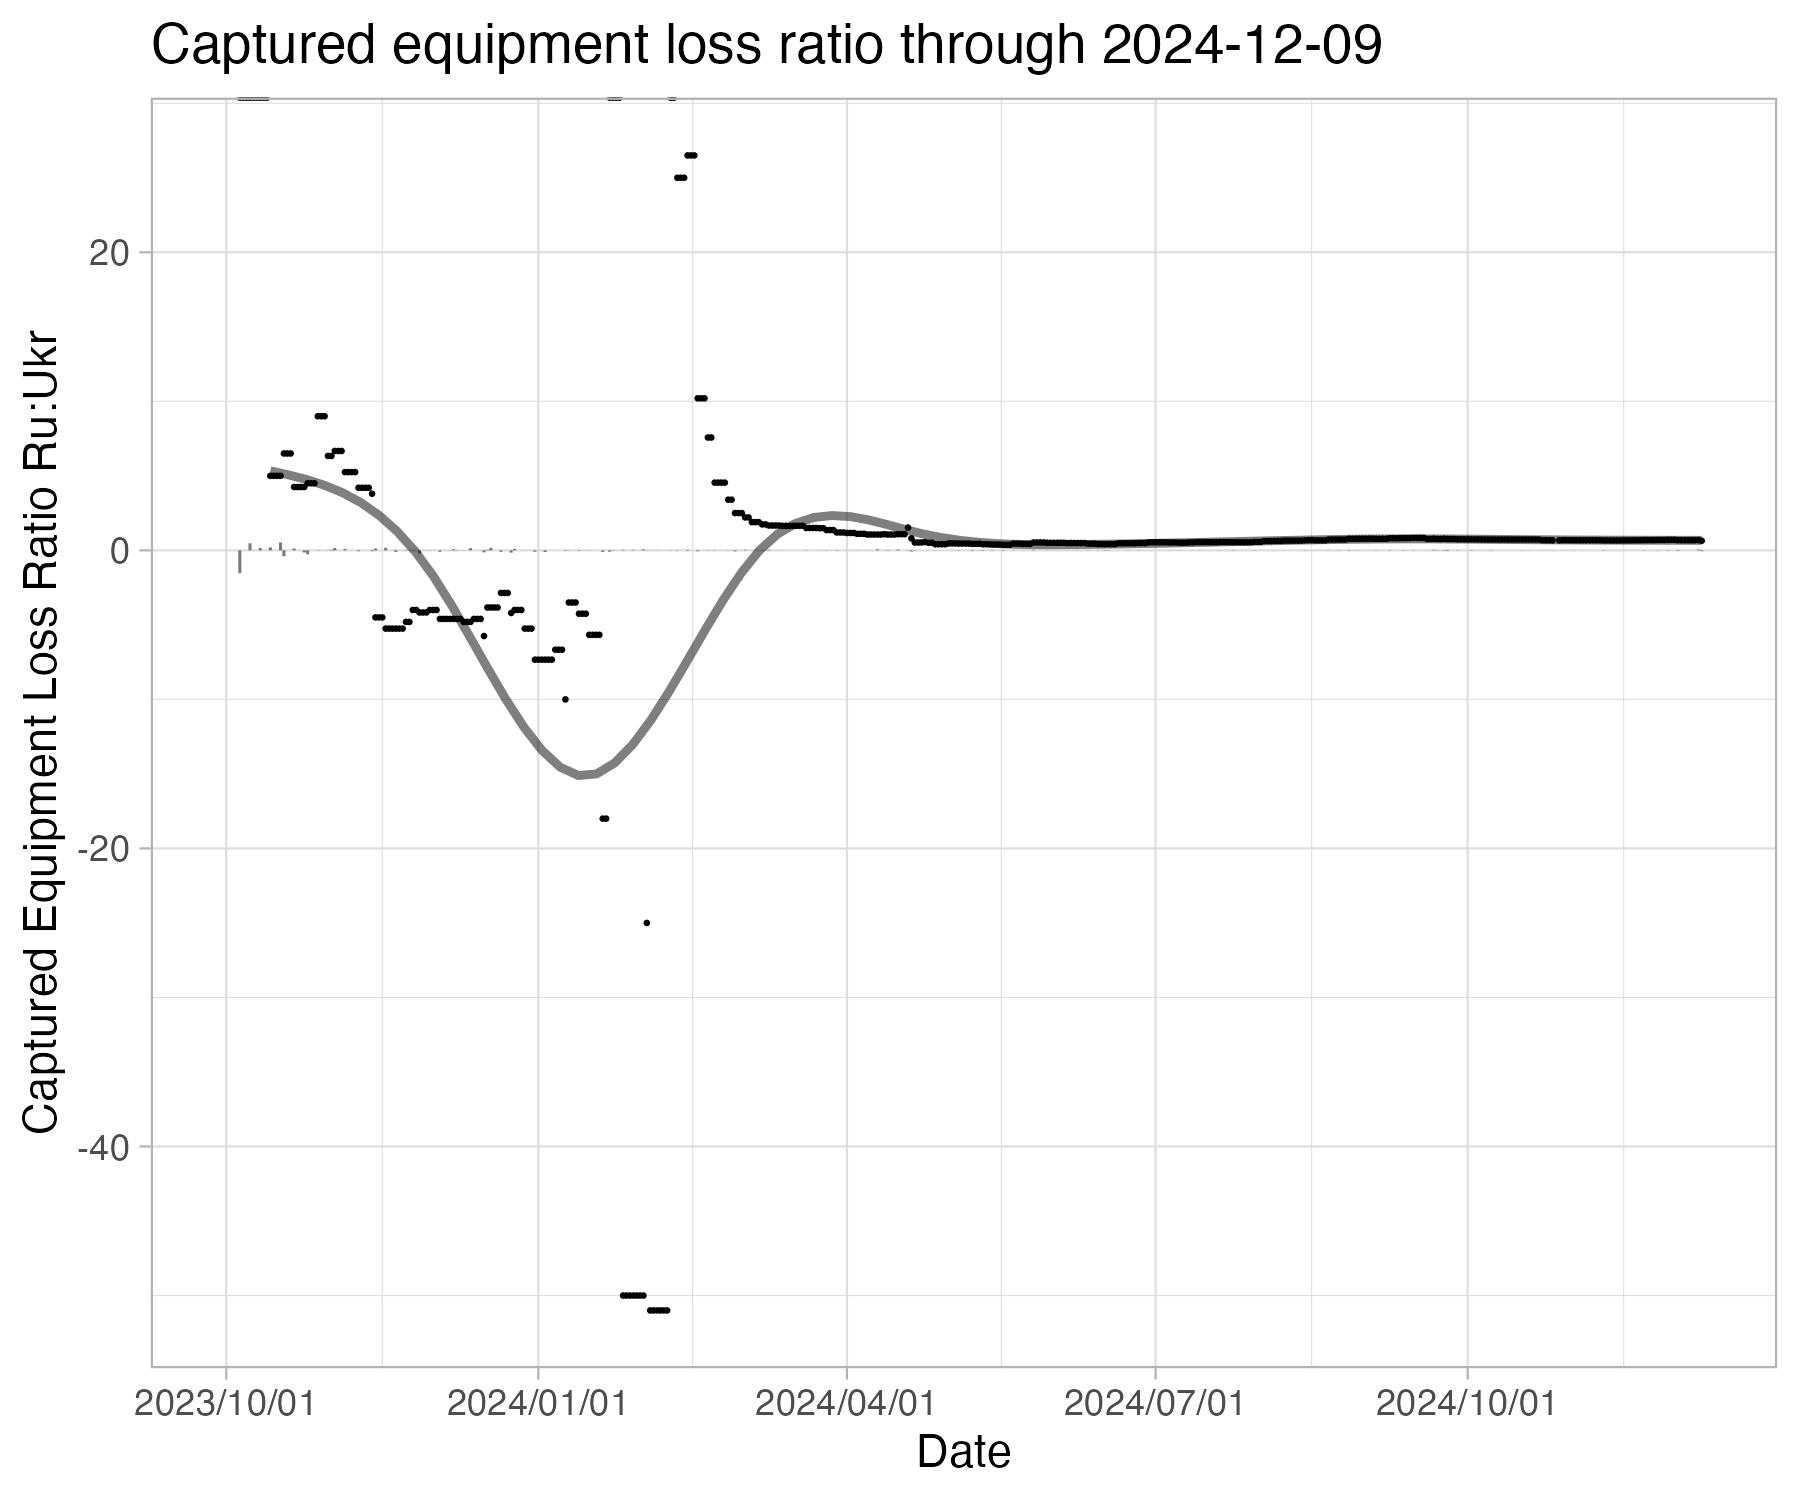 Captured equipment loss ratio through 2024-12-09
Captured Equipment Loss Ratio Ru:Ukr
20
0
-20
-40
2023/10/01 2024/01/01 2024/04/01 2024/07/01 2024/10/01
Date